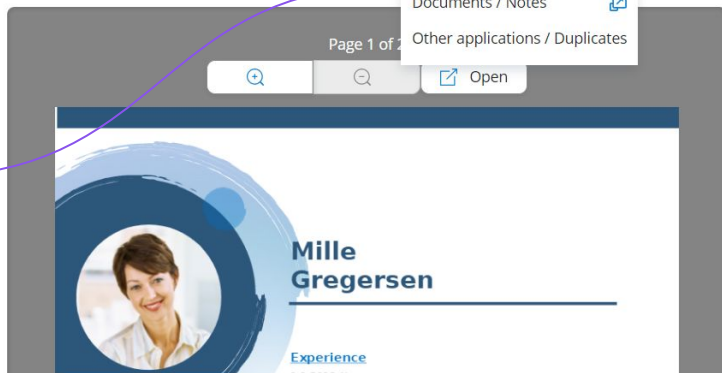 Documents / Notes
Other applications / Duplicates
Page 1 of 2
Open
Mille
Gregersen
Experience